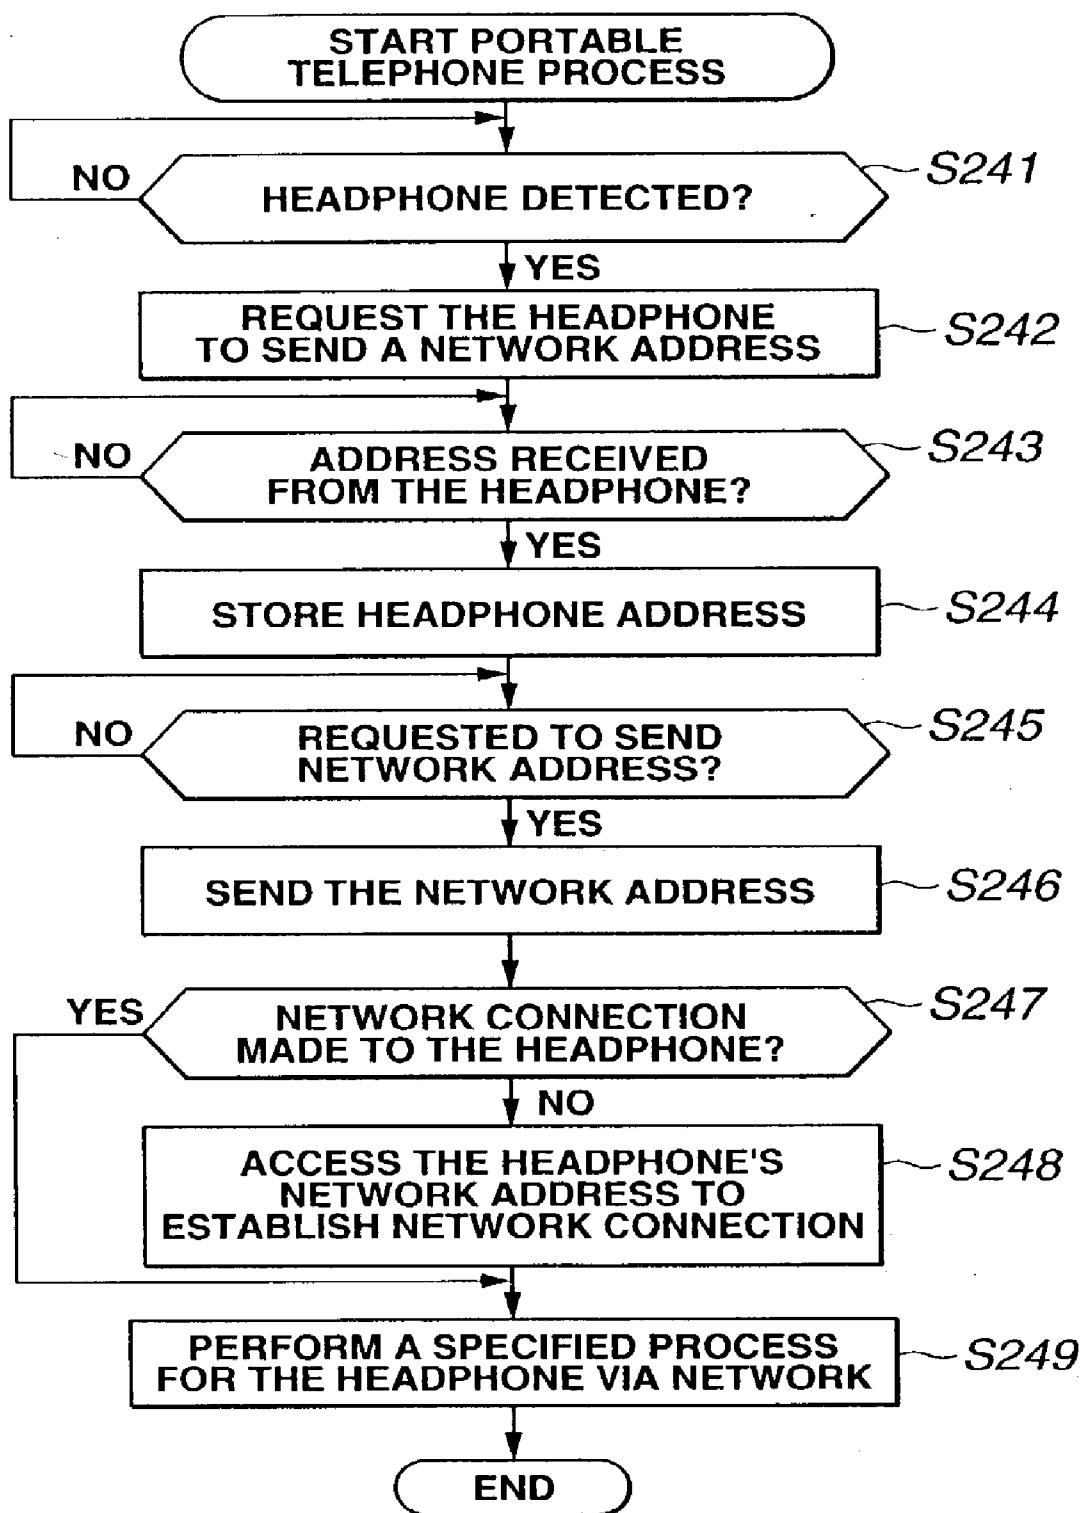 START PORTABLE
TELEPHONE PROCESS
NO
HEADPHONE DETECTED?
S241
YES
REQUEST THE HEADPHONE
TO SEND A NETWORK ADDRESS
S242
NO
ADDRESS RECEIVED
FROM THE HEADPHONE?
S243
YES
STORE HEADPHONE ADDRESS
S244
NO
REQUESTED TO SEND
NETWORK ADDRESS?
S245
YES
SEND THE NETWORK ADDRESS
S246
YES
NETWORK CONNECTION
MADE TO THE HEADPHONE?
S247
NO
ACCESS THE HEADPHONE'S
NETWORK ADDRESS TO
ESTABLISH NETWORK CONNECTION
S248
PERFORM A SPECIFIED PROCESS
FOR THE HEADPHONE VIA NETWORK
S249
END